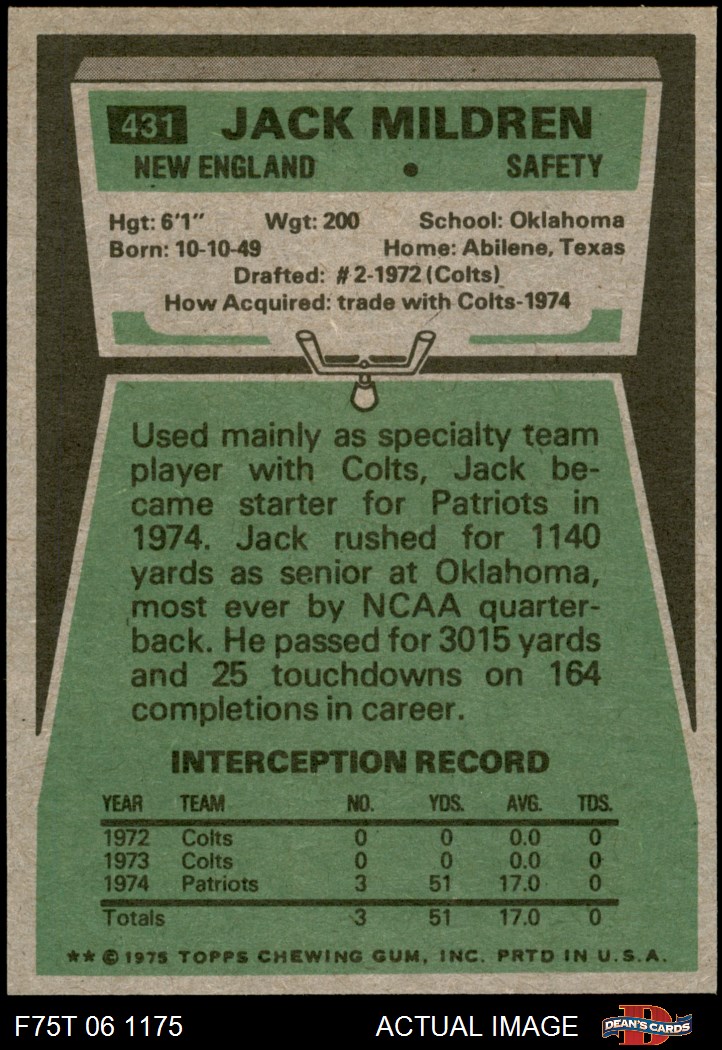 431 JACK MILDREN
NEW ENGLAND • SAFETY
Hgt: 6'1" Wgt: 200 School: Oklahoma
Born: 10-10-49 Home: Abilene, Texas
Drafted: #2-1972 (Colts)
How Acquired: trade with Colts-1974
Used mainly as specialty team
player with Colts, Jack be-
came starter for Patriots in
1974. Jack rushed for 1140
yards as senior at Oklahoma,
most ever by NCAA quarter-
back. He passed for 3015 yards
and 25 touchdowns on 164
completions in career.
INTERCEPTION RECORD
YEAR TEAM NO. YDS. AVG. TDS.
1972 Colts 0 0 0.0 0
1973 Colts 0 0 0.0 0
1974 Patriots 3 51 17.0 0
Totals 3 51 17.0 0
** © 1975 TOPPS CHEWING GUM, INC. PRTD IN U.S.A.
F75T 06 1175 ACTUAL IMAGE D DEAN'S CARDS